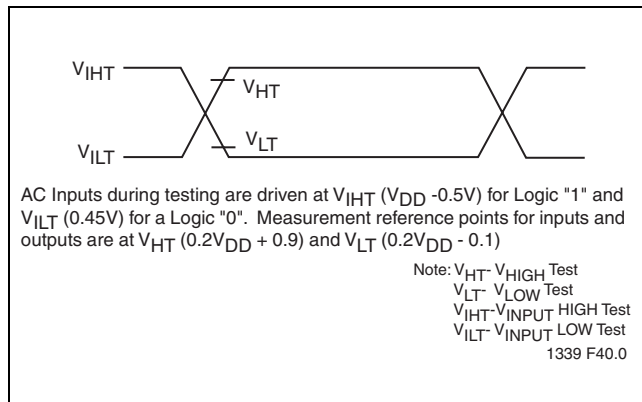 VIHT
VHT
VLT
VILT
AC Inputs during testing are driven at VIHT (VDD -0.5V) for Logic "1" and
VILT (0.45V) for a Logic "0". Measurement reference points for inputs and
outputs are at VHT (0.2VDD + 0.9) and VLT (0.2VDD - 0.1)
Note: VHT- VHIGH Test
VLT- VLOW Test
VIHT-VINPUT HIGH Test
VILT- VINPUT LOW Test
1339 F40.0